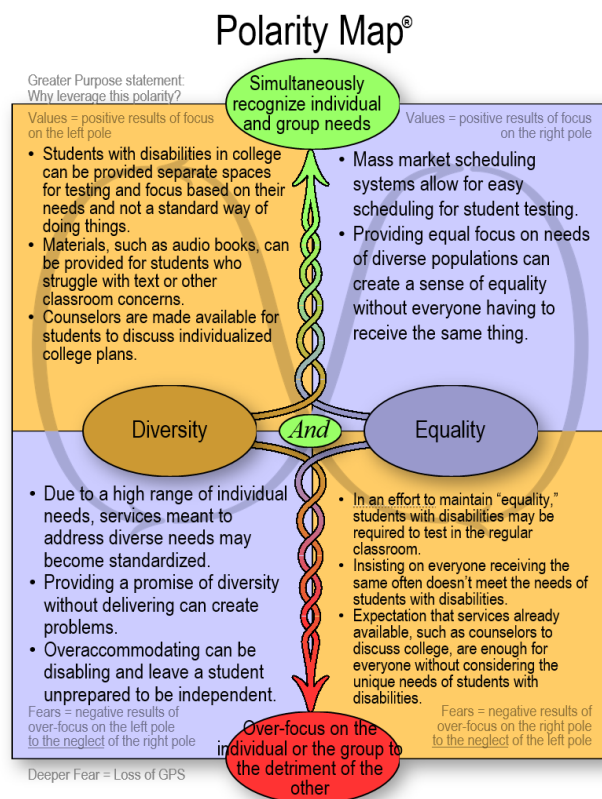 Polarity Map®
Greater Purpose statement:
Why leverage this polarity?
Simultaneously
recognize individual
and group needs
Values = positive results of focus
on the left pole
• Students with disabilities in college
can be provided separate spaces
for testing and focus based on their
needs and not a standard way of
doing things.
• Materials, such as audio books, can
be provided for students who
struggle with text or other
classroom concerns.
• Counselors are made available for
students to discuss individualized
college plans.
Values = positive results of focus
on the right pole
• Mass market scheduling
systems allow for easy
scheduling for student testing.
• Providing equal focus on needs
of diverse populations can
create a sense of equality
without everyone having to
receive the same thing.
Diversity
And
Equality
• Due to a high range of individual
needs, services meant to
address diverse needs may
become standardized.
• Providing a promise of diversity
without delivering can create
problems.
• Overaccommodating can be
disabling and leave a student
unprepared to be independent.
Fears = negative results of
over-focus on the left pole
to the neglect of the right pole
• In an effort to maintain “equality,”
students with disabilities may be
required to test in the regular
classroom.
• Insisting on everyone receiving the
same often doesn’t meet the needs of
students with disabilities.
• Expectation that services already
available, such as counselors to
discuss college, are enough for
everyone without considering the
unique needs of students with
disabilities.
Fears = negative results of
over-focus on the right pole
to the neglect of the left pole
Over-focus on the
individual or the group to
the detriment of the
other
Deeper Fear = Loss of GPS